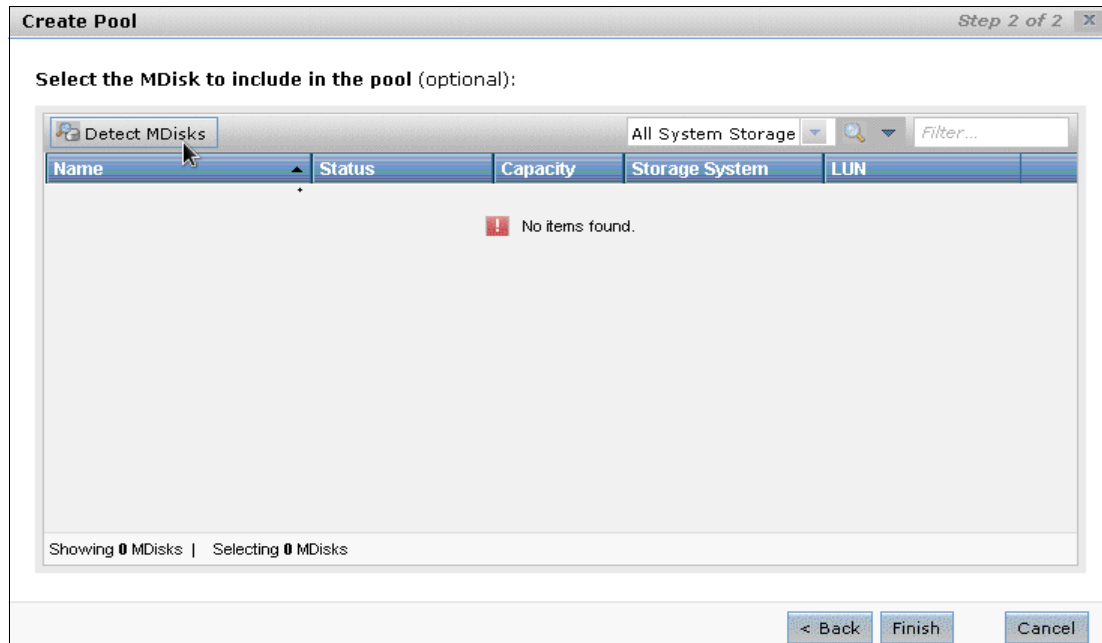 Create Pool Step 2 of 2 X
Select the MDisk to include in the pool (optional):
Detect MDisks All System Storage Filter...
Name Status Capacity Storage System LUN
No items found.
Showing 0 MDisks | Selecting 0 MDisks
< Back Finish Cancel